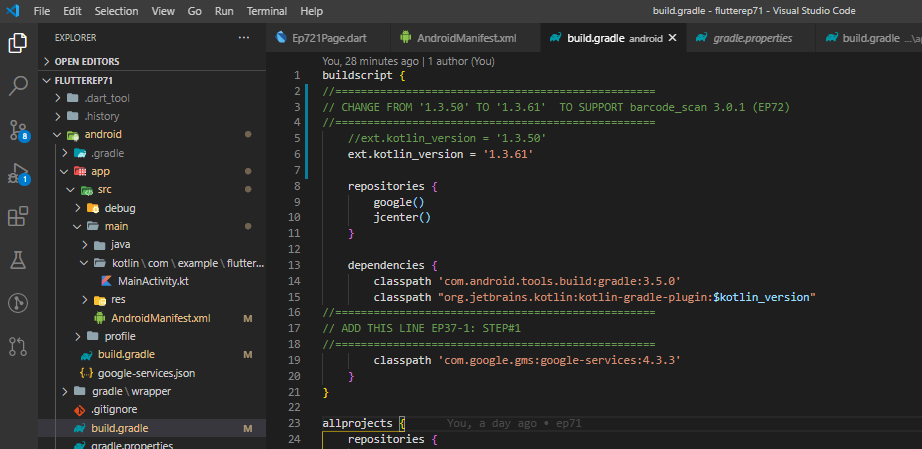 File Edit Selection View Go Run Terminal Help build.gradle - flutterep71 - Visual Studio Code
EXPLORER ...
Ep721Page.dart AndroidManifest.xml build.gradle android gradle.properties build.gradle ...\ap
OPEN EDITORS
FLUTTEREP71
.dart_tool
.history
android
.gradle
app
src
debug
main
java
kotlin \ com \ example \ flutter...
MainActivity.kt
res
AndroidManifest.xml M
profile
build.gradle M
google-services.json
gradle \ wrapper
.gitignore
build.gradle M
gradle.properties
8
1
You, 28 minutes ago | 1 author (You)
1 buildscript {
2 //==================================================
3 // CHANGE FROM '1.3.50' TO '1.3.61'  TO SUPPORT barcode_scan 3.0.1 (EP72)
4 //==================================================
5 //ext.kotlin_version = '1.3.50'
6 ext.kotlin_version = '1.3.61'
7
8 repositories {
9 google()
10 jcenter()
11 }
12
13 dependencies {
14 classpath 'com.android.tools.build:gradle:3.5.0'
15 classpath "org.jetbrains.kotlin:kotlin-gradle-plugin:$kotlin_version"
16 //==================================================
17 // ADD THIS LINE EP37-1: STEP#1
18 //==================================================
19 classpath 'com.google.gms:google-services:4.3.3'
20 }
21 }
22
23 allprojects { You, a day ago • ep71
24 repositories {